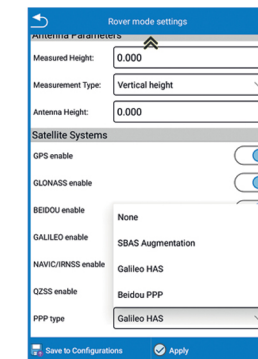 Rover mode settings
Antenna Parameters
Measured Height: 0.000
Measurement Type: Vertical height
Antenna Height: 0.000
Satellite Systems
GPS enable
GLONASS enable
BEIDOU enable
None
GALILEO enable
SBAS Augmentation
NAVIC/IRNSS enable
Galileo HAS
QZSS enable
Beidou PPP
PPP type Galileo HAS
Save to Configurations Apply